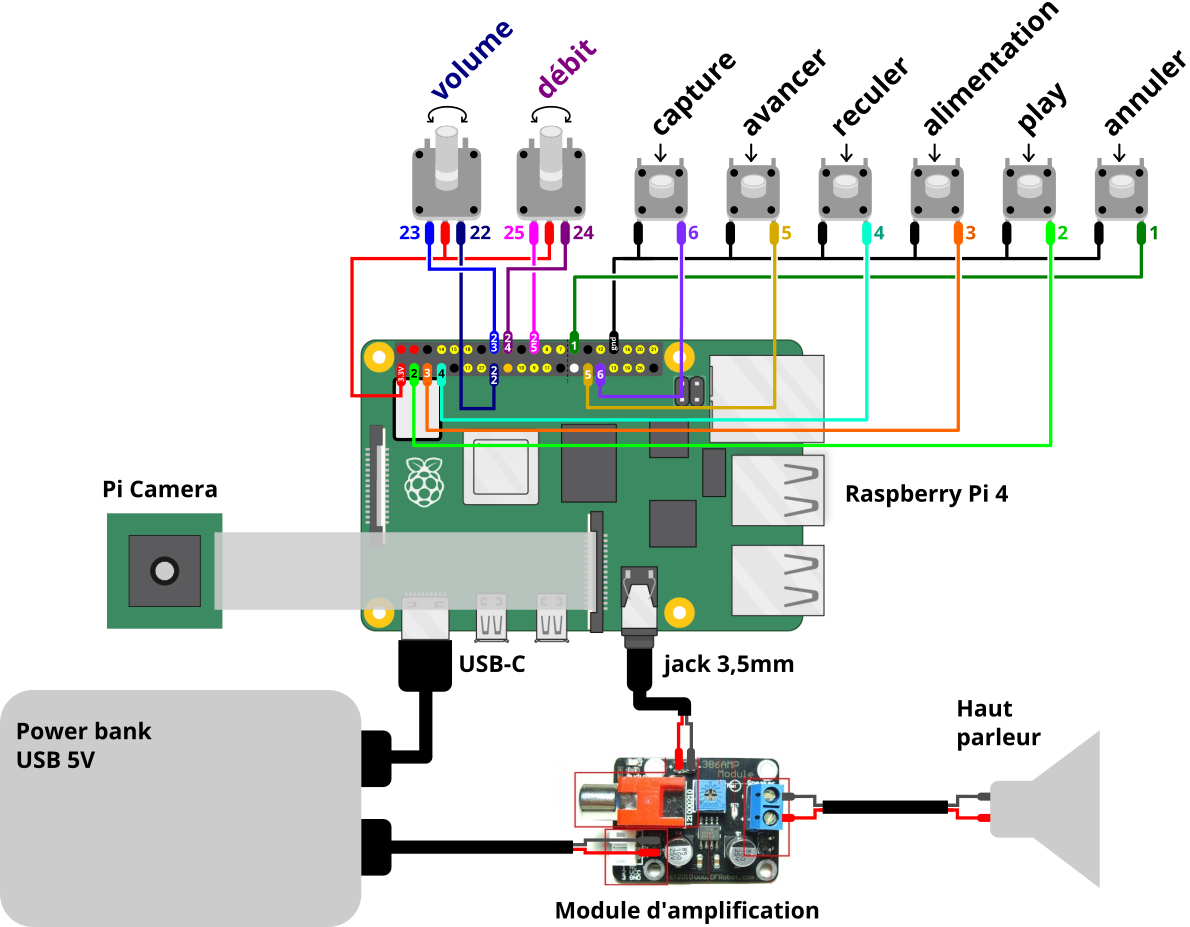 volume
débit
capture
avancer
reculer
alimentation
play
annuler
23
22
25
24
6
5
4
3
2
1
23
24
25
1
gnd
3.3V
2
3
4
22
5
6
Pi Camera
Raspberry Pi 4
USB-C
jack 3,5mm
Power bank
USB 5V
Haut
parleur
Module
Module d'amplification